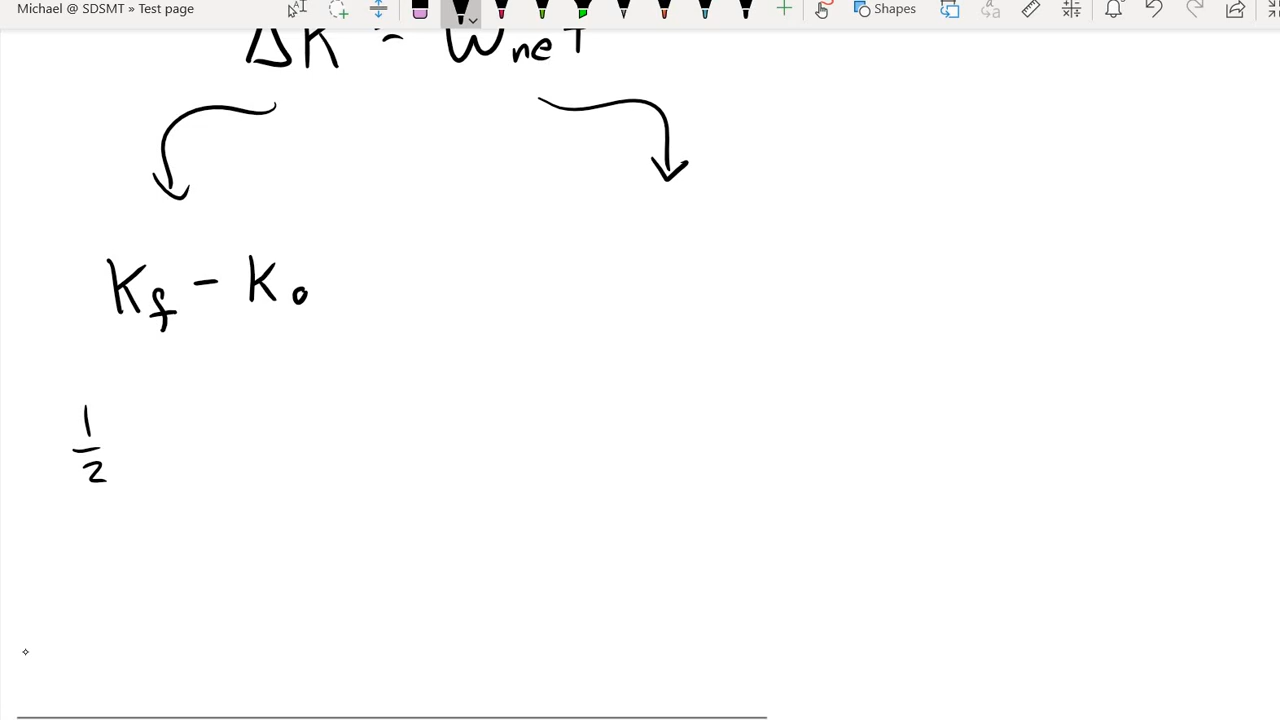 Michael @ SDSMT » Test page
Shapes
ΔK = Wnet
Kf - Ko
1
2